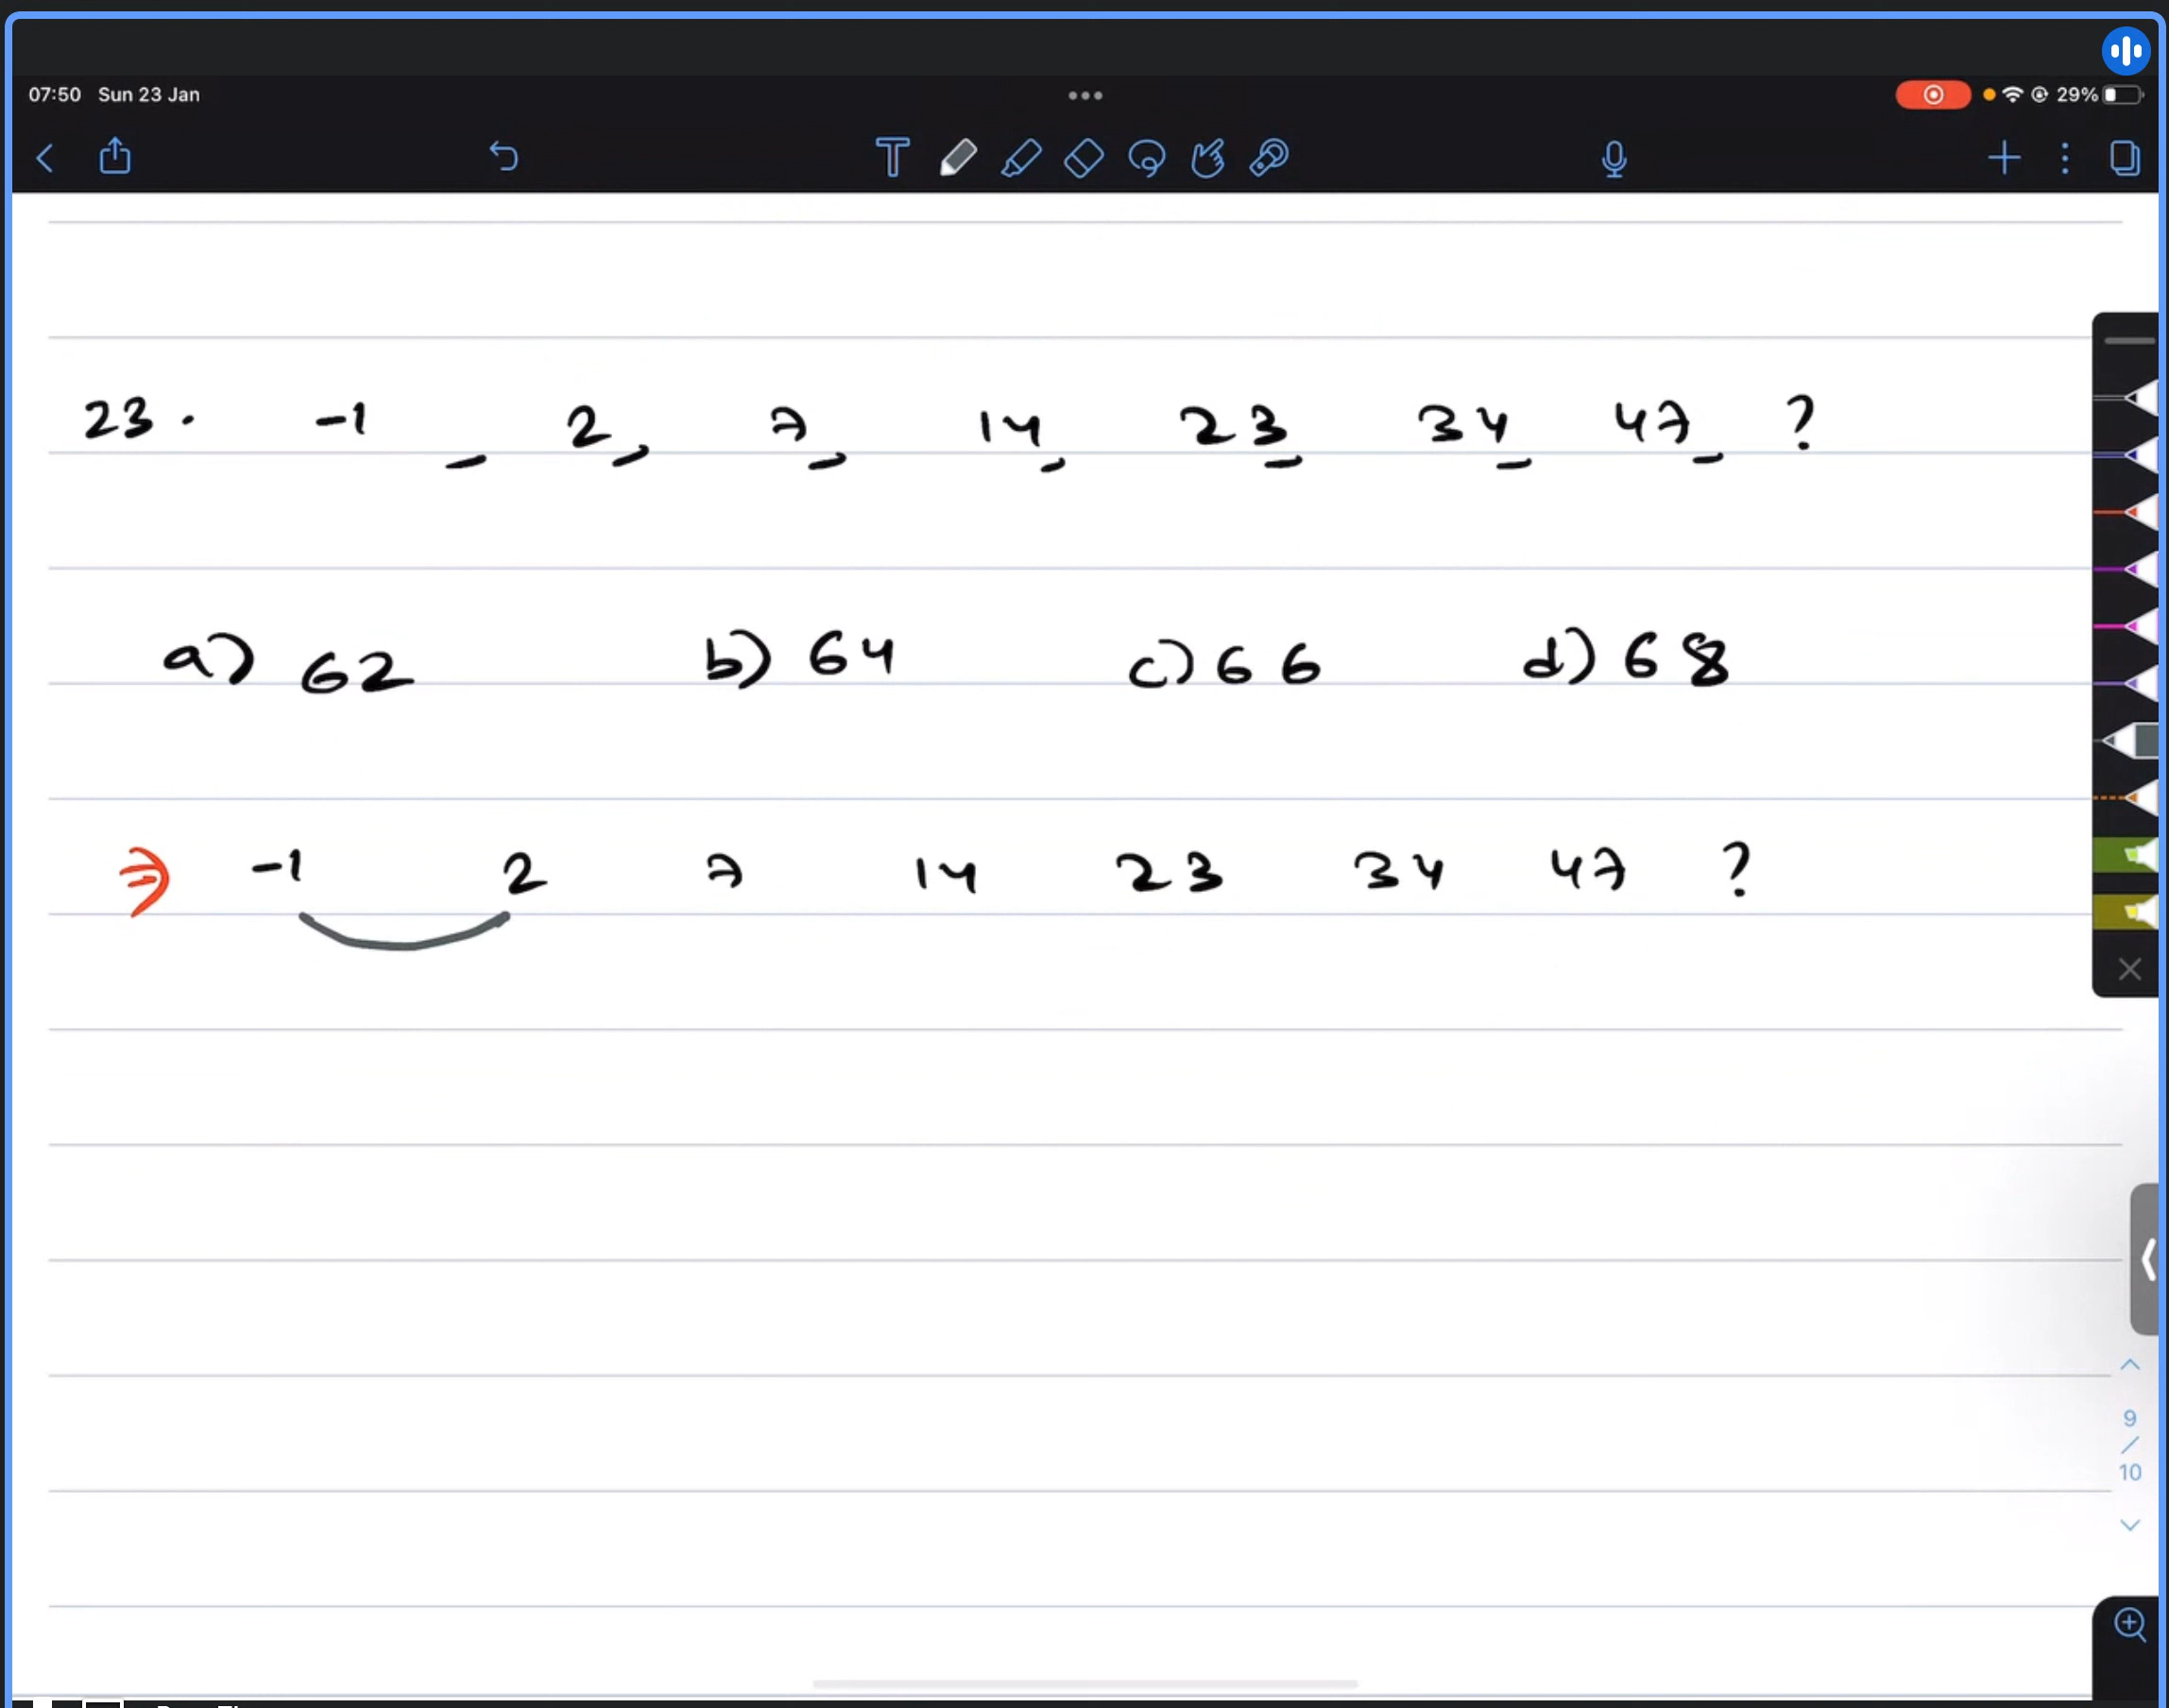 07:50 Sun 23 Jan
29%
T
23. -1 _ 2, 7, 14, 23, 34, 47, ?
a) 62 b) 64 c) 66 d) 68
⇒ -1 2 7 14 23 34 47 ?
9
/
10